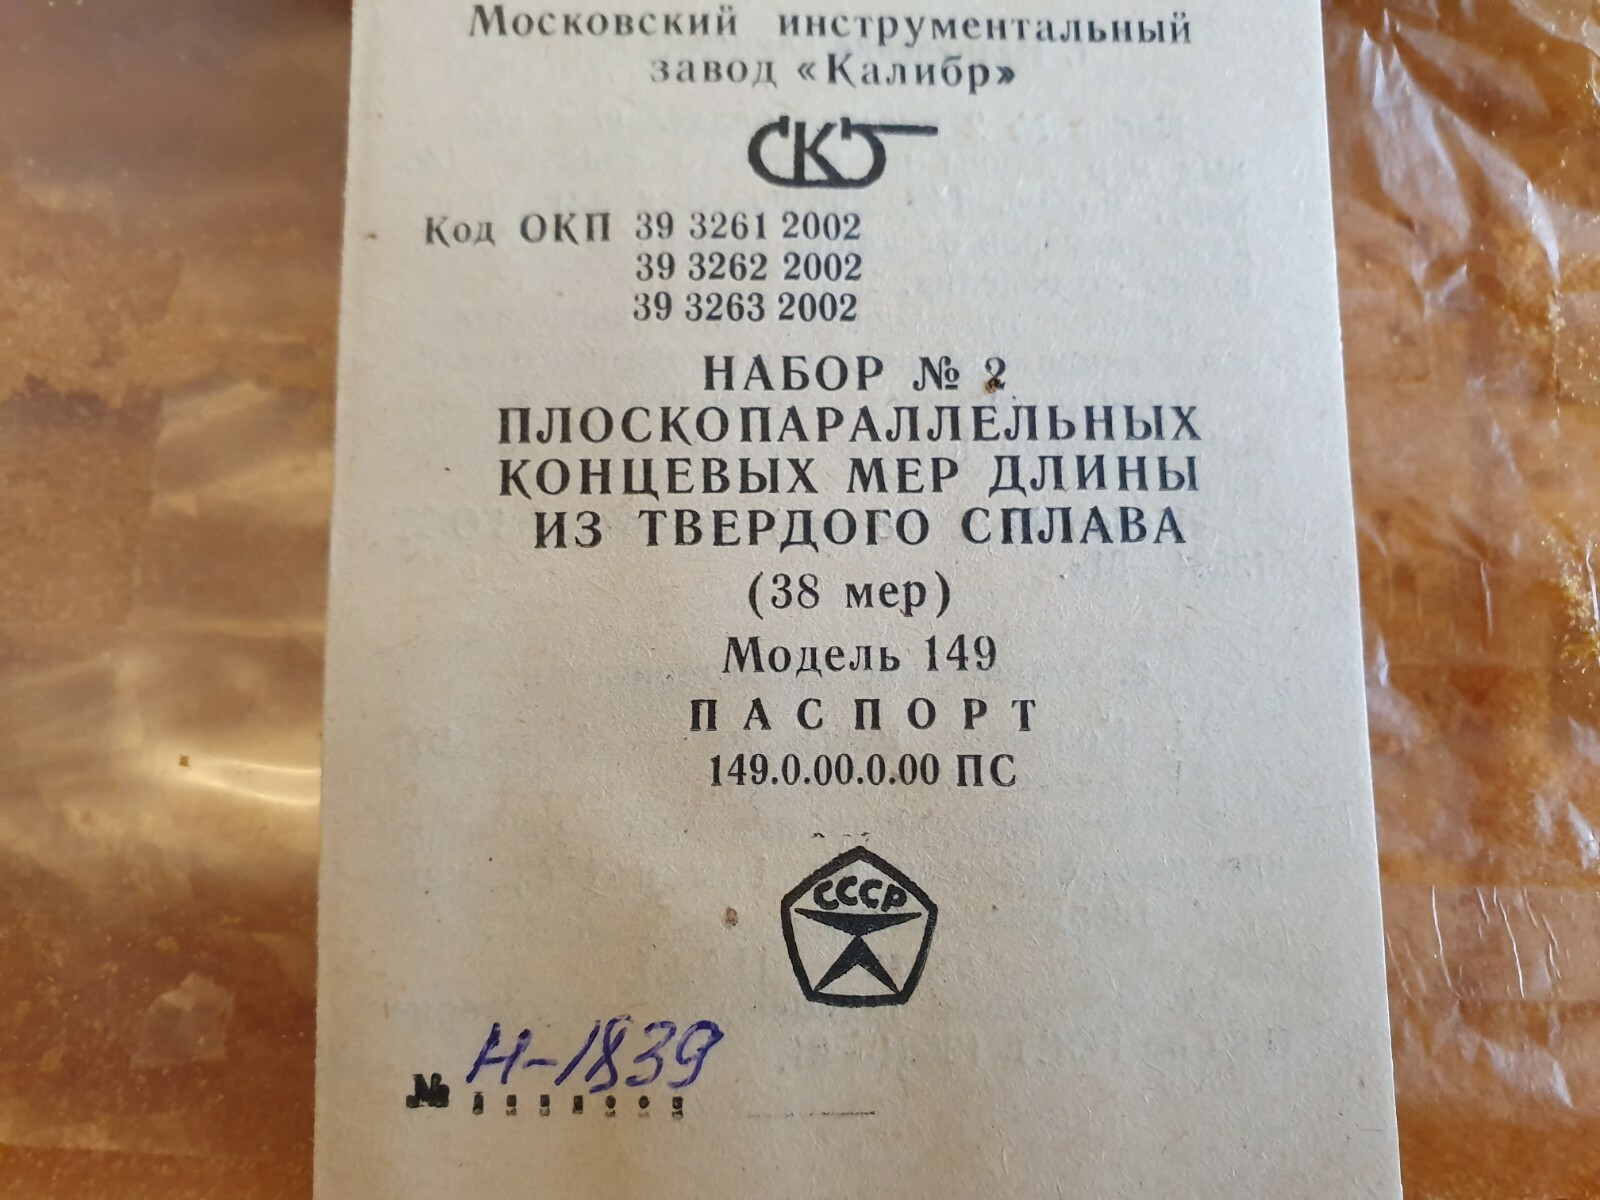 Московский инструментальный
завод «Калибр»
СКБ
Код ОКП 39 3261 2002
39 3262 2002
39 3263 2002
НАБОР № 2
ПЛОСКОПАРАЛЛЕЛЬНЫХ
КОНЦЕВЫХ МЕР ДЛИНЫ
ИЗ ТВЕРДОГО СПЛАВА
(38 мер)
Модель 149
ПАСПОРТ
149.0.00.0.00 ПС
СССР
№ Н-1839